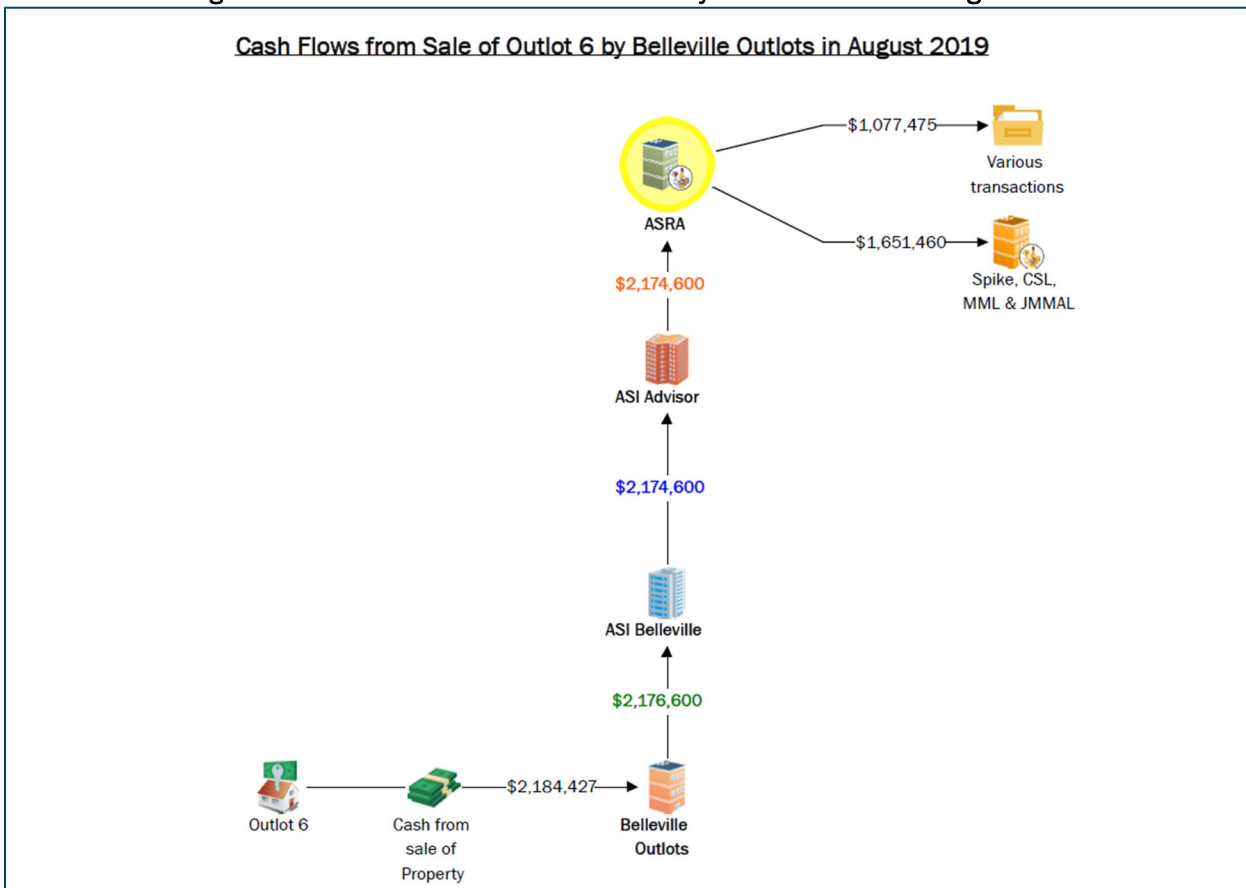 Cash Flows from Sale of Outlot 6 by Belleville Outlots in August 2019
$1,077,475
Various
transactions
ASRA
$1,651,460
Spike, CSL,
MML & JMMAL
$2,174,600
ASI Advisor
$2,174,600
ASI Belleville
$2,176,600
$2,184,427
Outlot 6
Cash from
sale of
Property
Belleville
Outlots